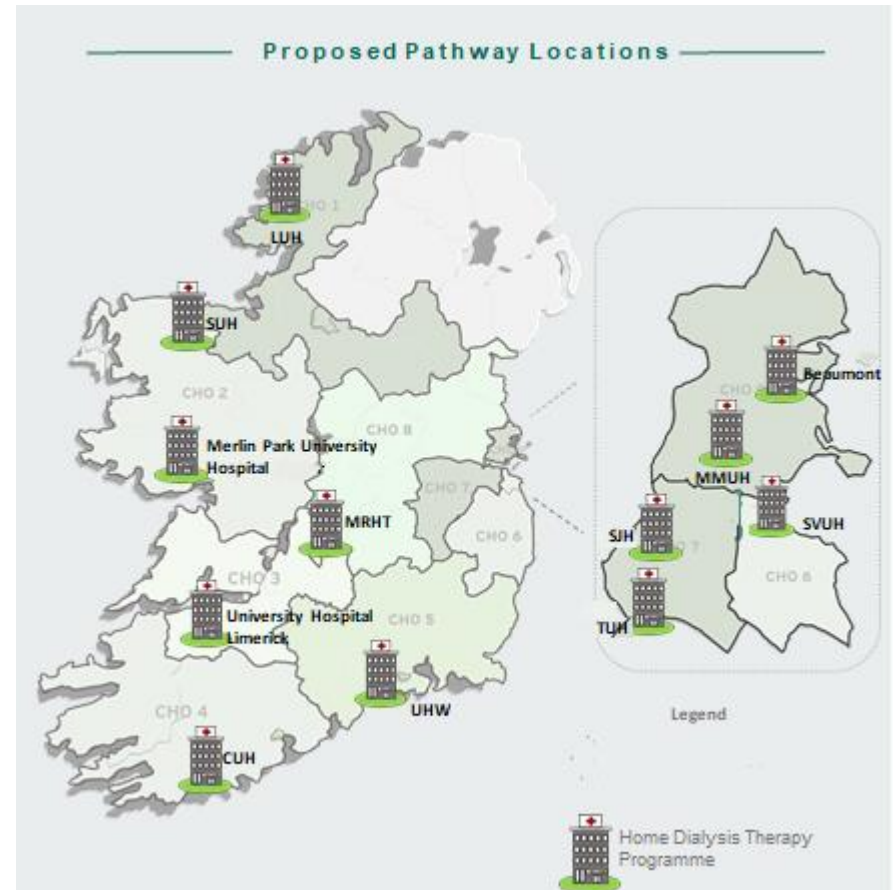 Proposed Pathway Locations
CHO 1
LUH
SUH
CHO 2
CHO 8
Merlin Park University
Hospital
MRHT
CHO 7
CHO 6
CHO 3
University Hospital
Limerick
CHO 5
UHW
CHO 4
CUH
Beaumont
MMUH
SVUH
SJH
TUH
CHO 6
Legend
Home Dialysis Therapy
Programme